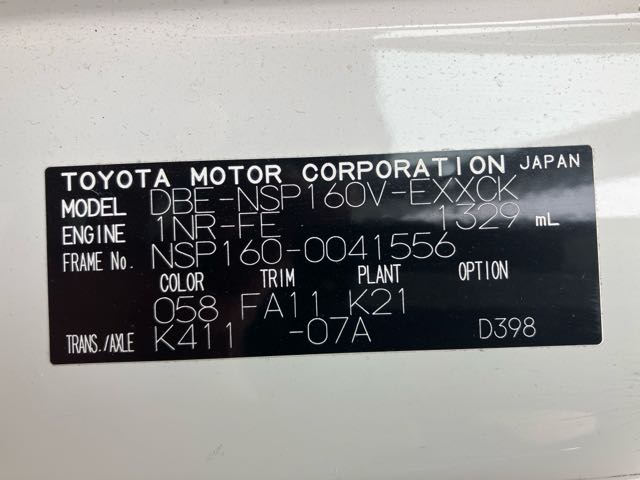 TOYOTA MOTOR CORPORATION JAPAN
MODEL DBE-NSP160V-EXXCK
ENGINE 1NR-FE 1329 mL
FRAME No. NSP160-0041556
COLOR TRIM PLANT OPTION
058 FA11 K21
TRANS./AXLE K411 -07A D398